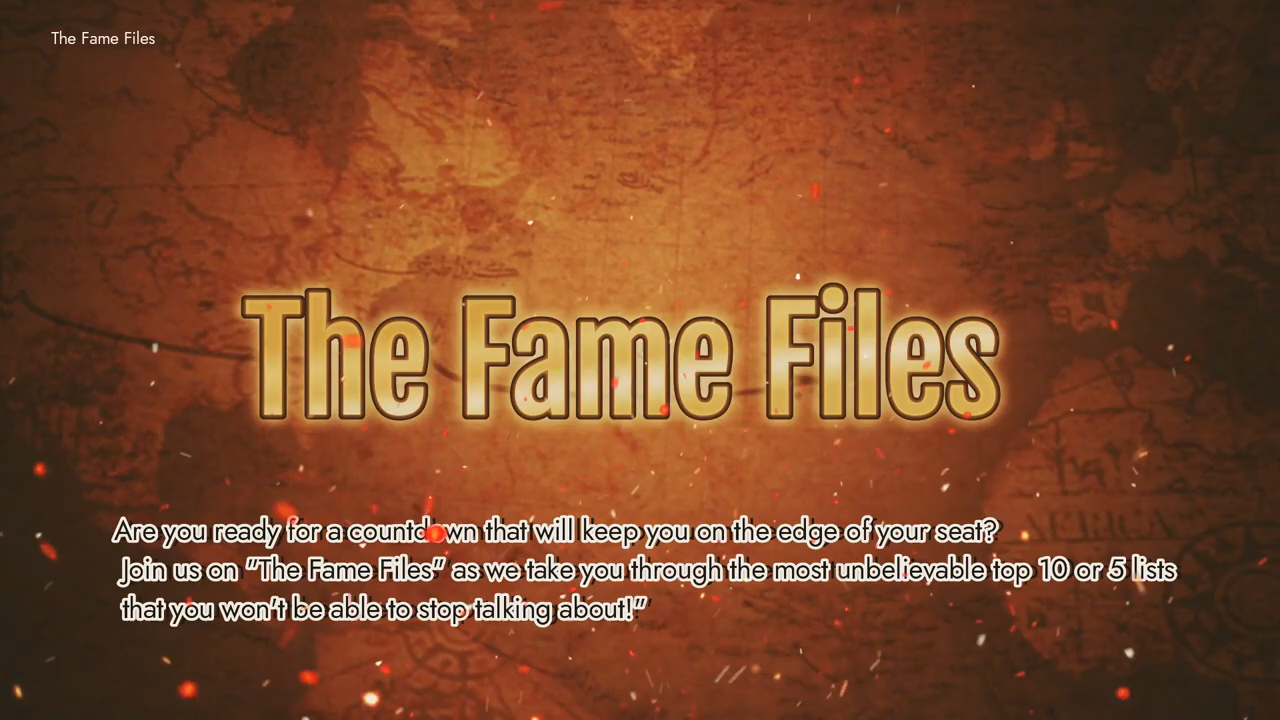 The Fame Files
The Fame Files
Are you ready for a countdown that will keep you on the edge of your seat?
Join us on "The Fame Files" as we take you through the most unbelievable top 10 or 5 lists
that you won't be able to stop talking about!"